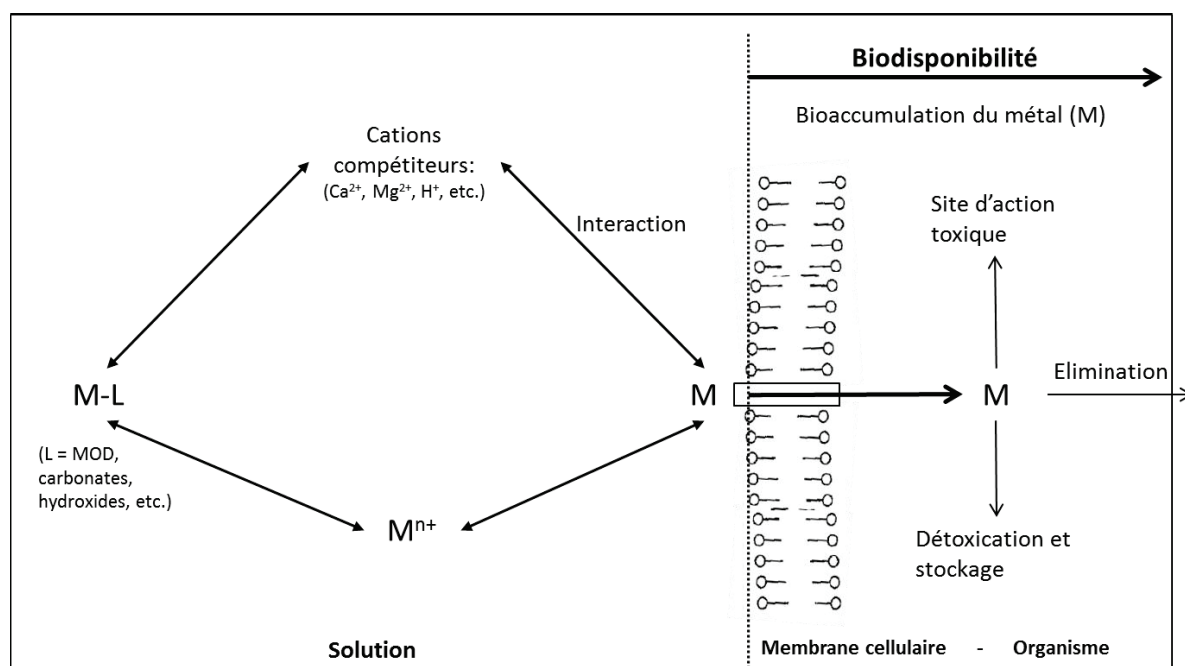 Biodisponibilité
Bioaccumulation du métal (M)
Cations
compétiteurs:
(Ca²⁺, Mg²⁺, H⁺, etc.)
Interaction
Site d'action
toxique
M-L
M
M
Elimination
(L = MOD,
carbonates,
hydroxides, etc.)
Mⁿ⁺
Détoxication et
stockage
Solution
Membrane cellulaire - Organisme